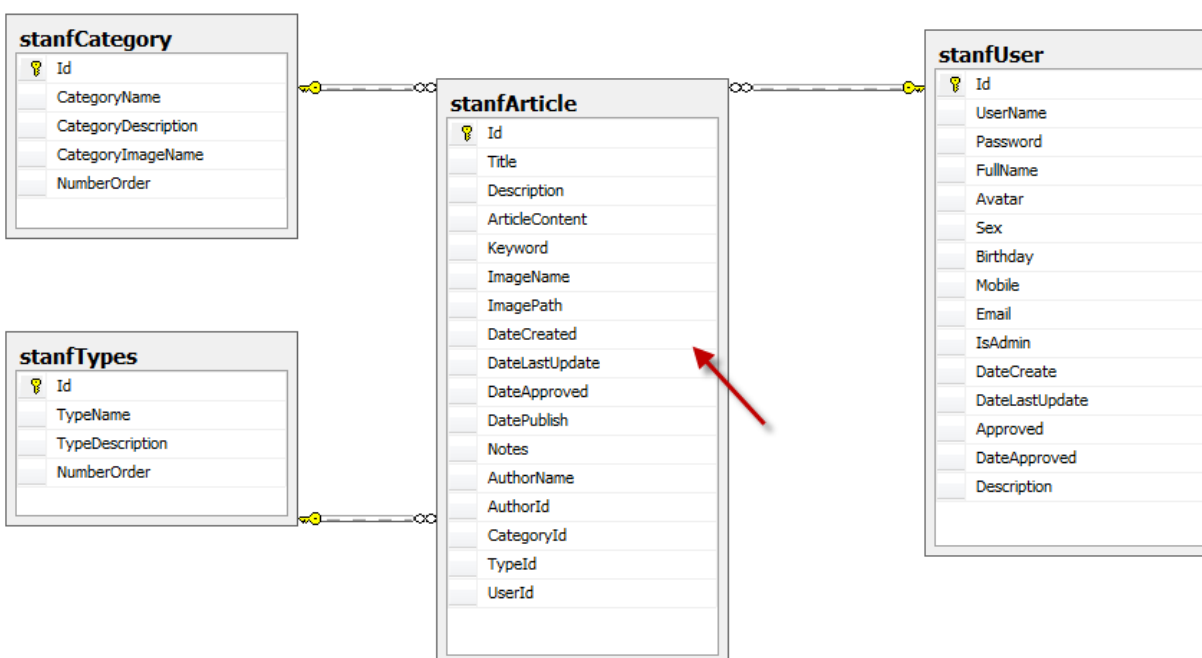 stanfCategory
Id
CategoryName
CategoryDescription
CategoryImageName
NumberOrder
stanfTypes
Id
TypeName
TypeDescription
NumberOrder
stanfArticle
Id
Title
Description
ArticleContent
Keyword
ImageName
ImagePath
DateCreated
DateLastUpdate
DateApproved
DatePublish
Notes
AuthorName
AuthorId
CategoryId
TypeId
UserId
stanfUser
Id
UserName
Password
FullName
Avatar
Sex
Birthday
Mobile
Email
IsAdmin
DateCreate
DateLastUpdate
Approved
DateApproved
Description